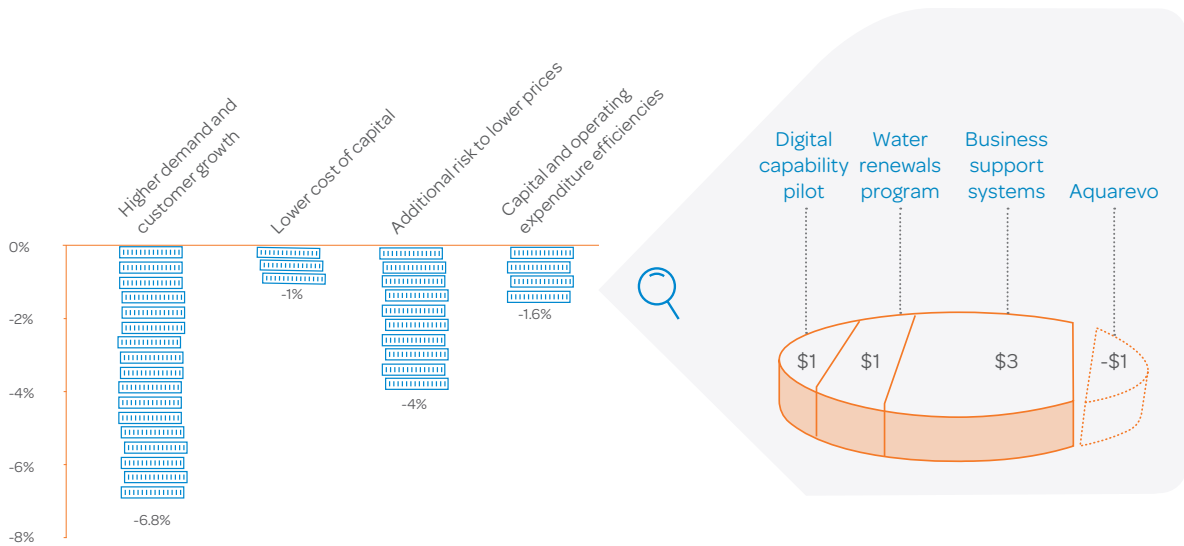 Higher demand and
customer growth
Lower cost of capital
Additional risk to lower prices
Capital and operating
expenditure efficiencies
0%
-2%
-4%
-6%
-8%
-6.8%
-1%
-4%
-1.6%
Digital
capability
pilot
Water
renewals
program
Business
support
systems
Aquarevo
$1
$1
$3
-$1